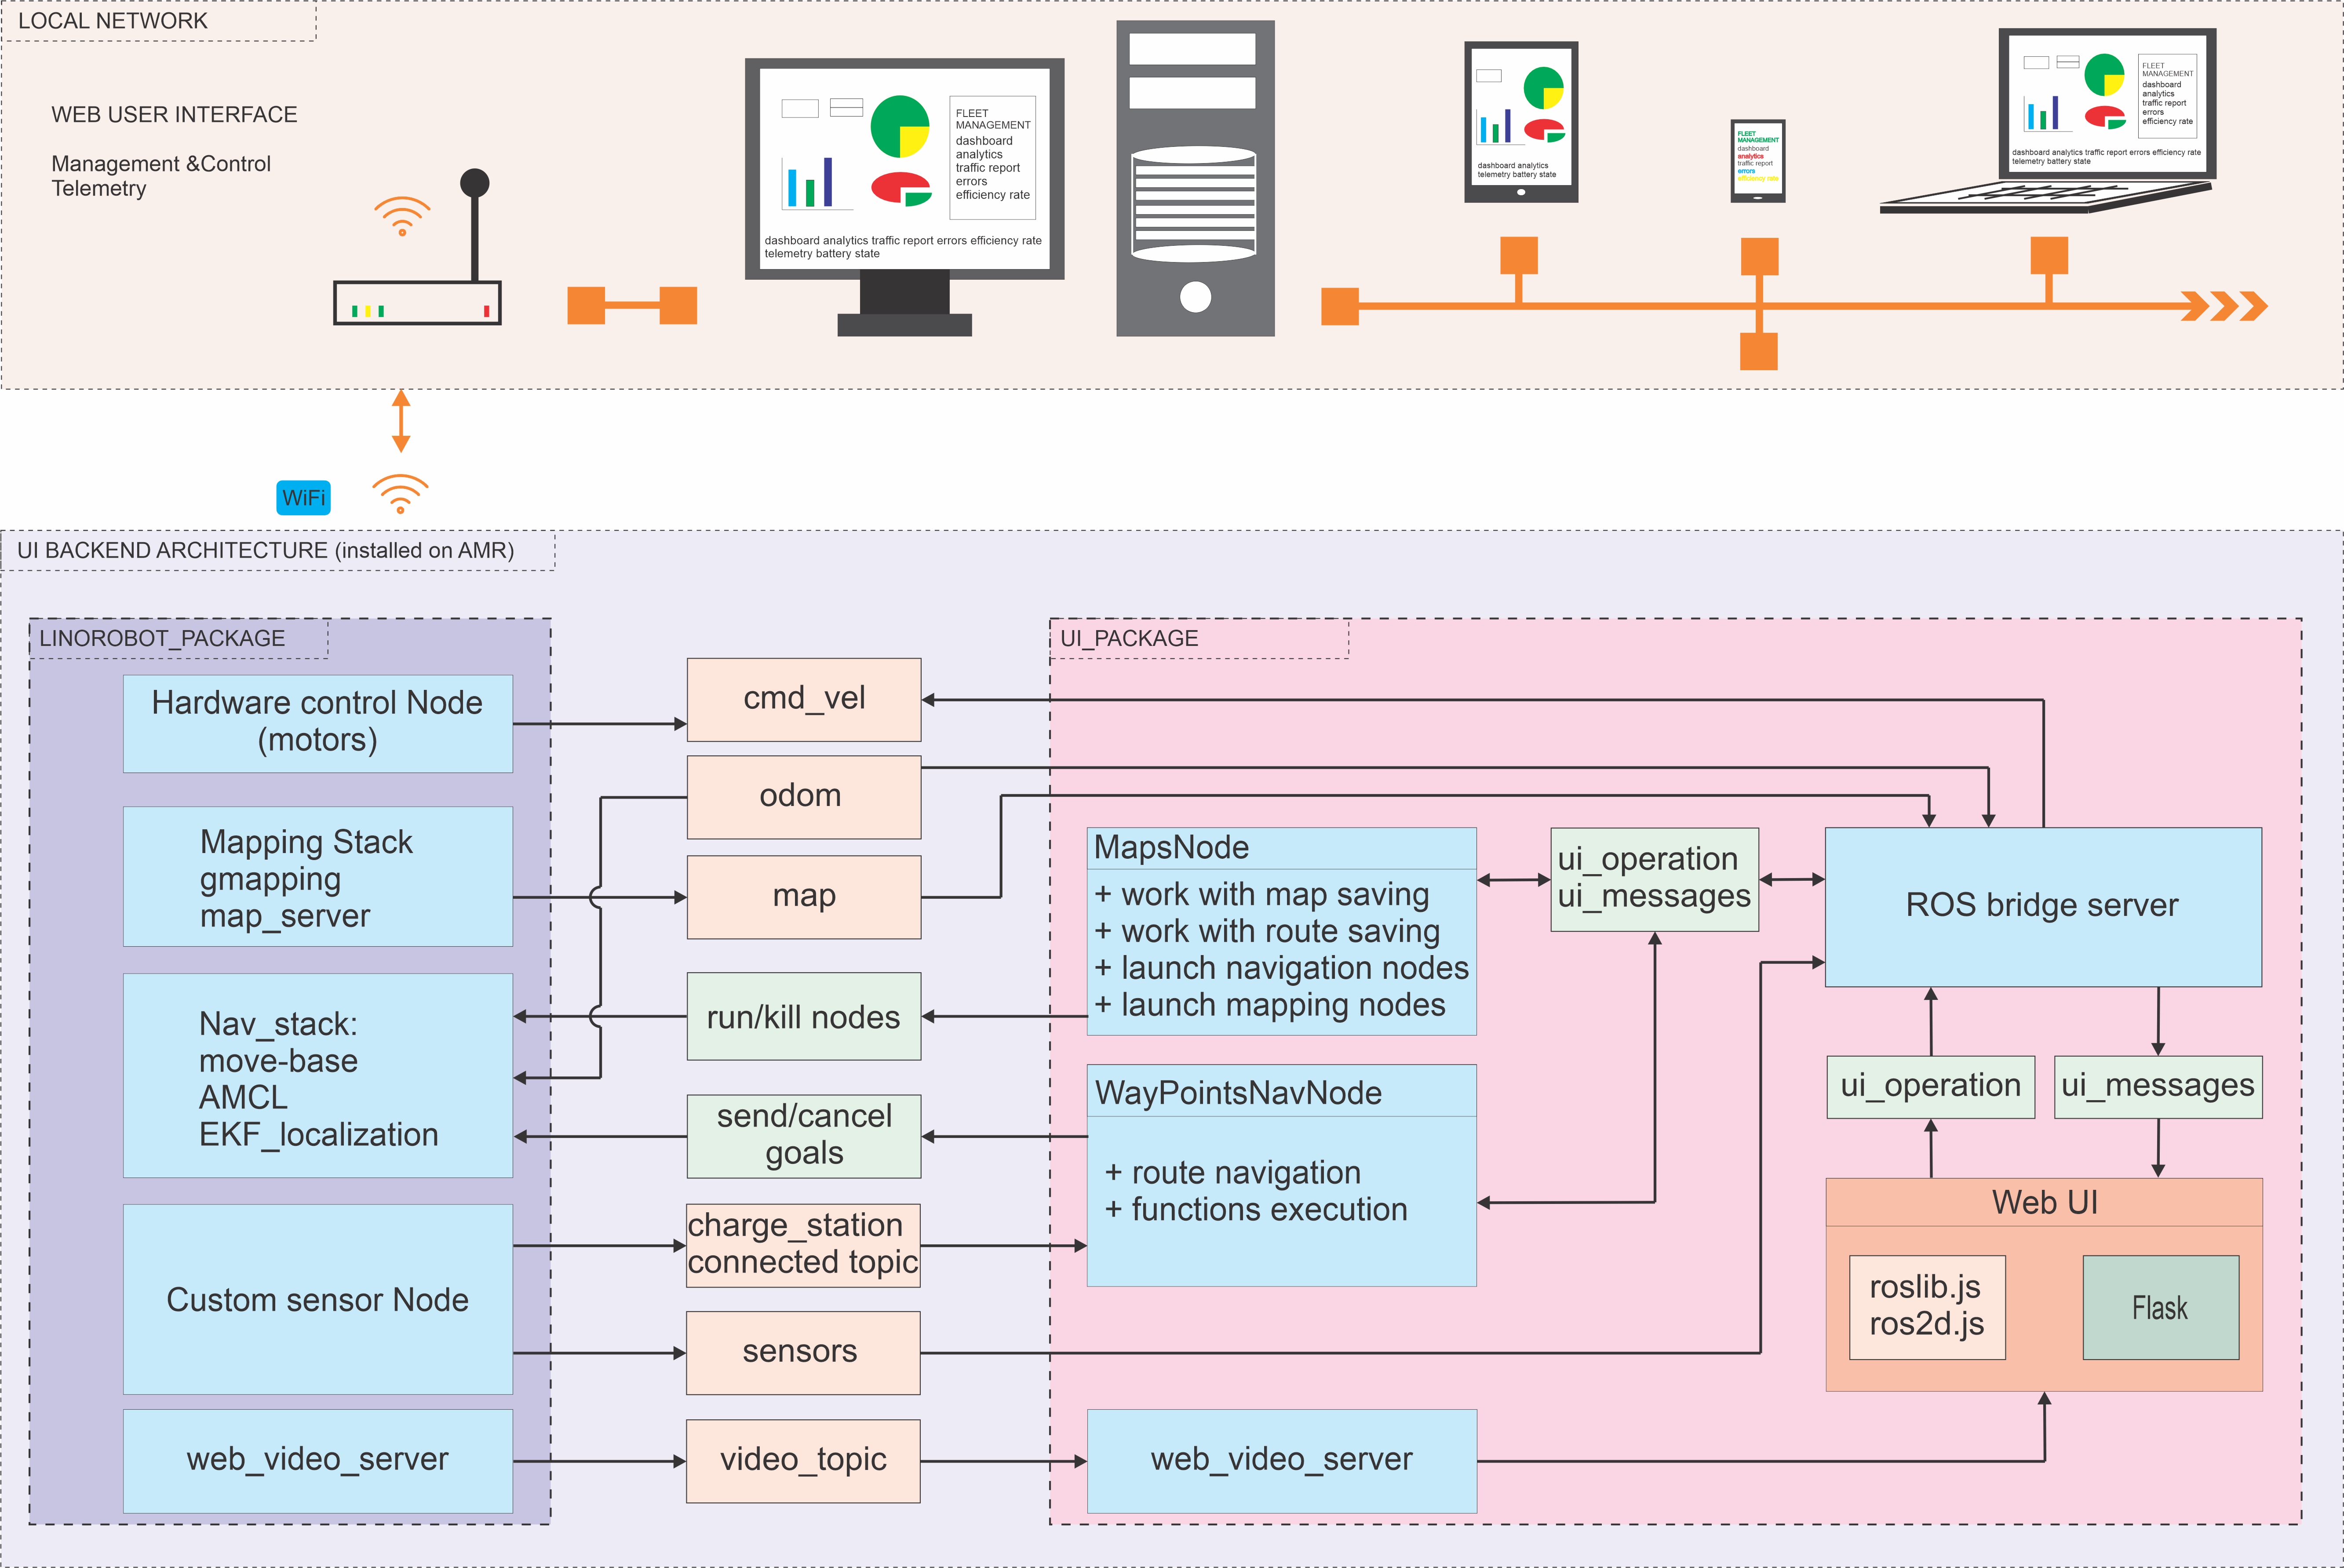 LOCAL NETWORK
WEB USER INTERFACE
Management &Control
Telemetry
FLEET
MANAGEMENT
dashboard
analytics
traffic report
errors
efficiency rate
dashboard analytics traffic report errors efficiency rate
telemetry battery state
dashboard analytics
telemetry battery state
FLEET
MANAGEMENT
dashboard
analytics
traffic report
errors
efficiency rate
FLEET
MANAGEMENT
dashboard
analytics
traffic report
errors
efficiency rate
dashboard analytics traffic report errors efficiency rate
telemetry battery state
WiFi
UI BACKEND ARCHITECTURE (installed on AMR)
LINOROBOT_PACKAGE
Hardware control Node
(motors)
Mapping Stack
gmapping
map_server
Nav_stack:
move-base
AMCL
EKF_localization
Custom sensor Node
web_video_server
cmd_vel
odom
map
run/kill nodes
send/cancel
goals
charge_station
connected topic
sensors
video_topic
UI_PACKAGE
MapsNode
+ work with map saving
+ work with route saving
+ launch navigation nodes
+ launch mapping nodes
WayPointsNavNode
+ route navigation
+ functions execution
web_video_server
ui_operation
ui_messages
ROS bridge server
ui_operation
ui_messages
Web UI
roslib.js
ros2d.js
Flask